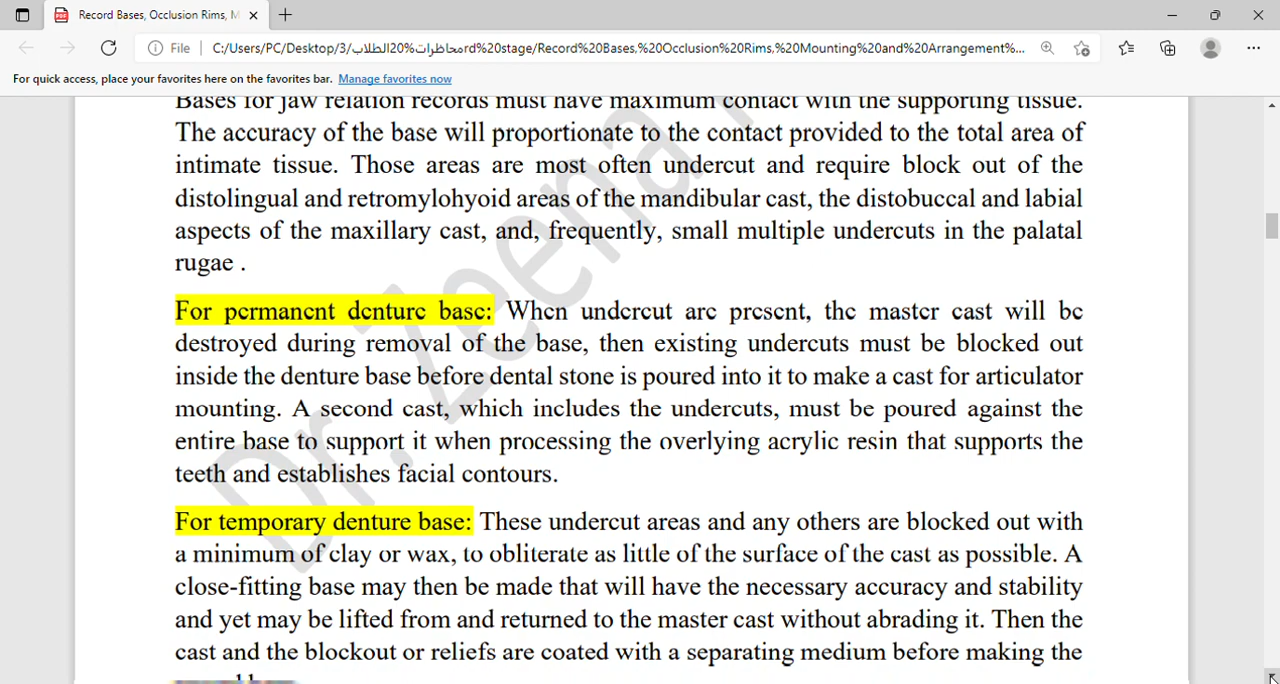 Record Bases, Occlusion Rims, M
File
C:/Users/PC/Desktop/3/محاظرات%20الطلاب/rd%20stage/Record%20Bases,%20Occlusion%20Rims,%20Mounting%20and%20Arrangement%...
For quick access, place your favorites here on the favorites bar. Manage favorites now
Bases for jaw relation records must have maximum contact with the supporting tissue.
The accuracy of the base will proportionate to the contact provided to the total area of
intimate tissue. Those areas are most often undercut and require block out of the
distolingual and retromylohyoid areas of the mandibular cast, the distobuccal and labial
aspects of the maxillary cast, and, frequently, small multiple undercuts in the palatal
rugae .
For permanent denture base: When undercut are present, the master cast will be
destroyed during removal of the base, then existing undercuts must be blocked out
inside the denture base before dental stone is poured into it to make a cast for articulator
mounting. A second cast, which includes the undercuts, must be poured against the
entire base to support it when processing the overlying acrylic resin that supports the
teeth and establishes facial contours.
For temporary denture base: These undercut areas and any others are blocked out with
a minimum of clay or wax, to obliterate as little of the surface of the cast as possible. A
close-fitting base may then be made that will have the necessary accuracy and stability
and yet may be lifted from and returned to the master cast without abrading it. Then the
cast and the blockout or reliefs are coated with a separating medium before making the
Dr. Zeena